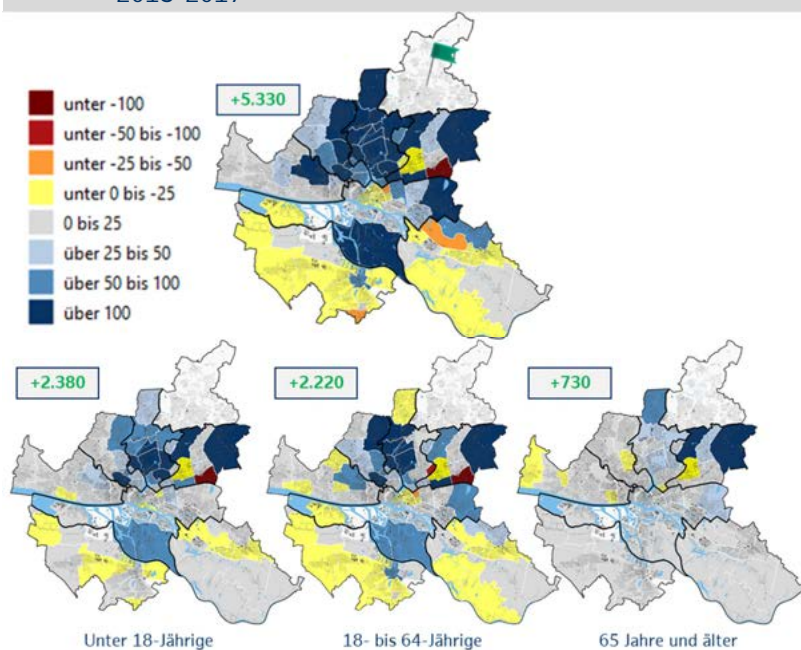 +5.330
unter -100
unter -50 bis -100
unter -25 bis -50
unter 0 bis -25
0 bis 25
über 25 bis 50
über 50 bis 100
über 100
+2.380
+2.220
+730
Unter 18-Jährige
18- bis 64-Jährige
65 Jahre und älter